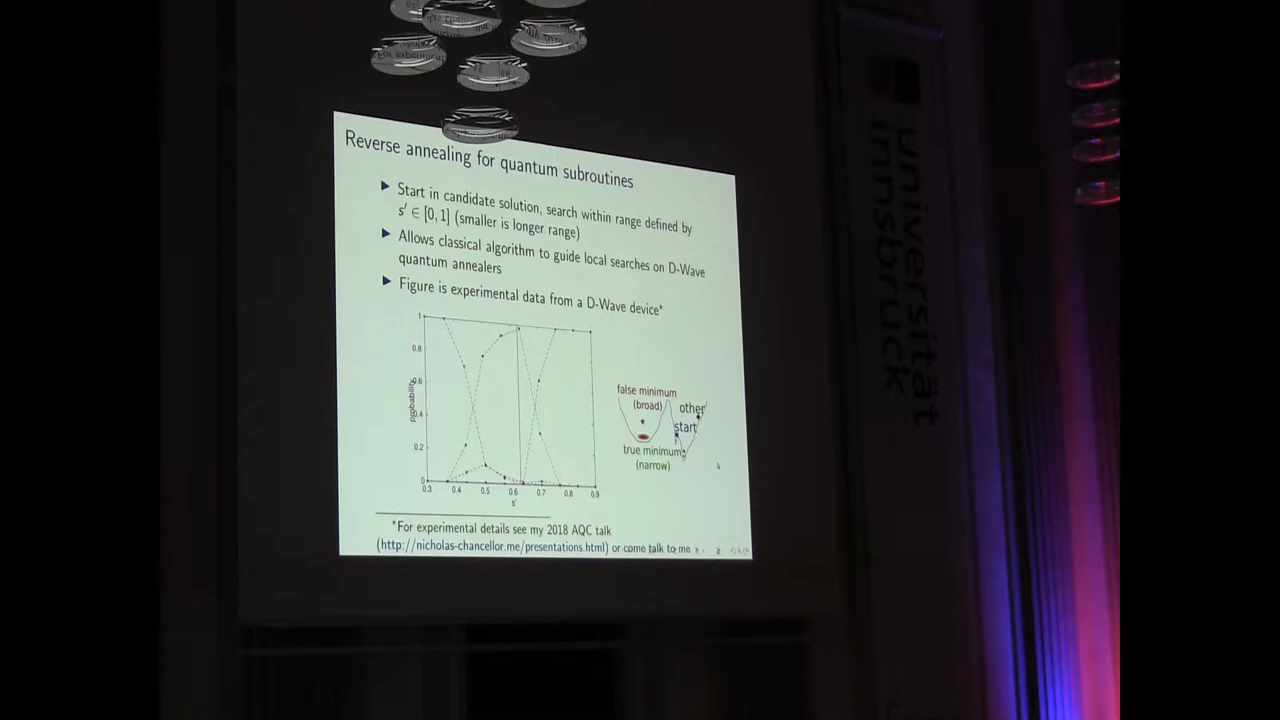 Reverse annealing for quantum subroutines
Start in candidate solution, search within range defined by
s′ ∈ [0, 1] (smaller is longer range)
Allows classical algorithm to guide local searches on D-Wave
quantum annealers
Figure is experimental data from a D-Wave device*
1
0.8
0.6
0.4
0.2
0
probability
0.3 0.4 0.5 0.6 0.7 0.8 0.9
s'
false minimum
(broad)
other
start
true minimum
(narrow)
*For experimental details see my 2018 AQC talk
(http://nicholas-chancellor.me/presentations.html) or come talk to me
universität
innsbruck